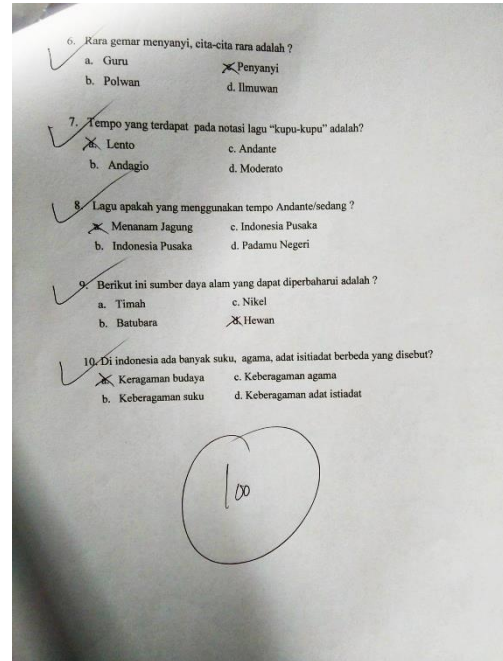 6. Rara gemar menyanyi, cita-cita rara adalah ?
a. Guru Penyanyi
b. Polwan d. Ilmuwan
7. Tempo yang terdapat pada notasi lagu “kupu-kupu” adalah?
a. Lento c. Andante
b. Andagio d. Moderato
8. Lagu apakah yang menggunakan tempo Andante/sedang ?
Menanam Jagung c. Indonesia Pusaka
b. Indonesia Pusaka d. Padamu Negeri
9. Berikut ini sumber daya alam yang dapat diperbaharui adalah ?
a. Timah c. Nikel
b. Batubara d. Hewan
10. Di indonesia ada banyak suku, agama, adat isitiadat berbeda yang disebut?
a. Keragaman budaya c. Keberagaman agama
b. Keberagaman suku d. Keberagaman adat istiadat
100